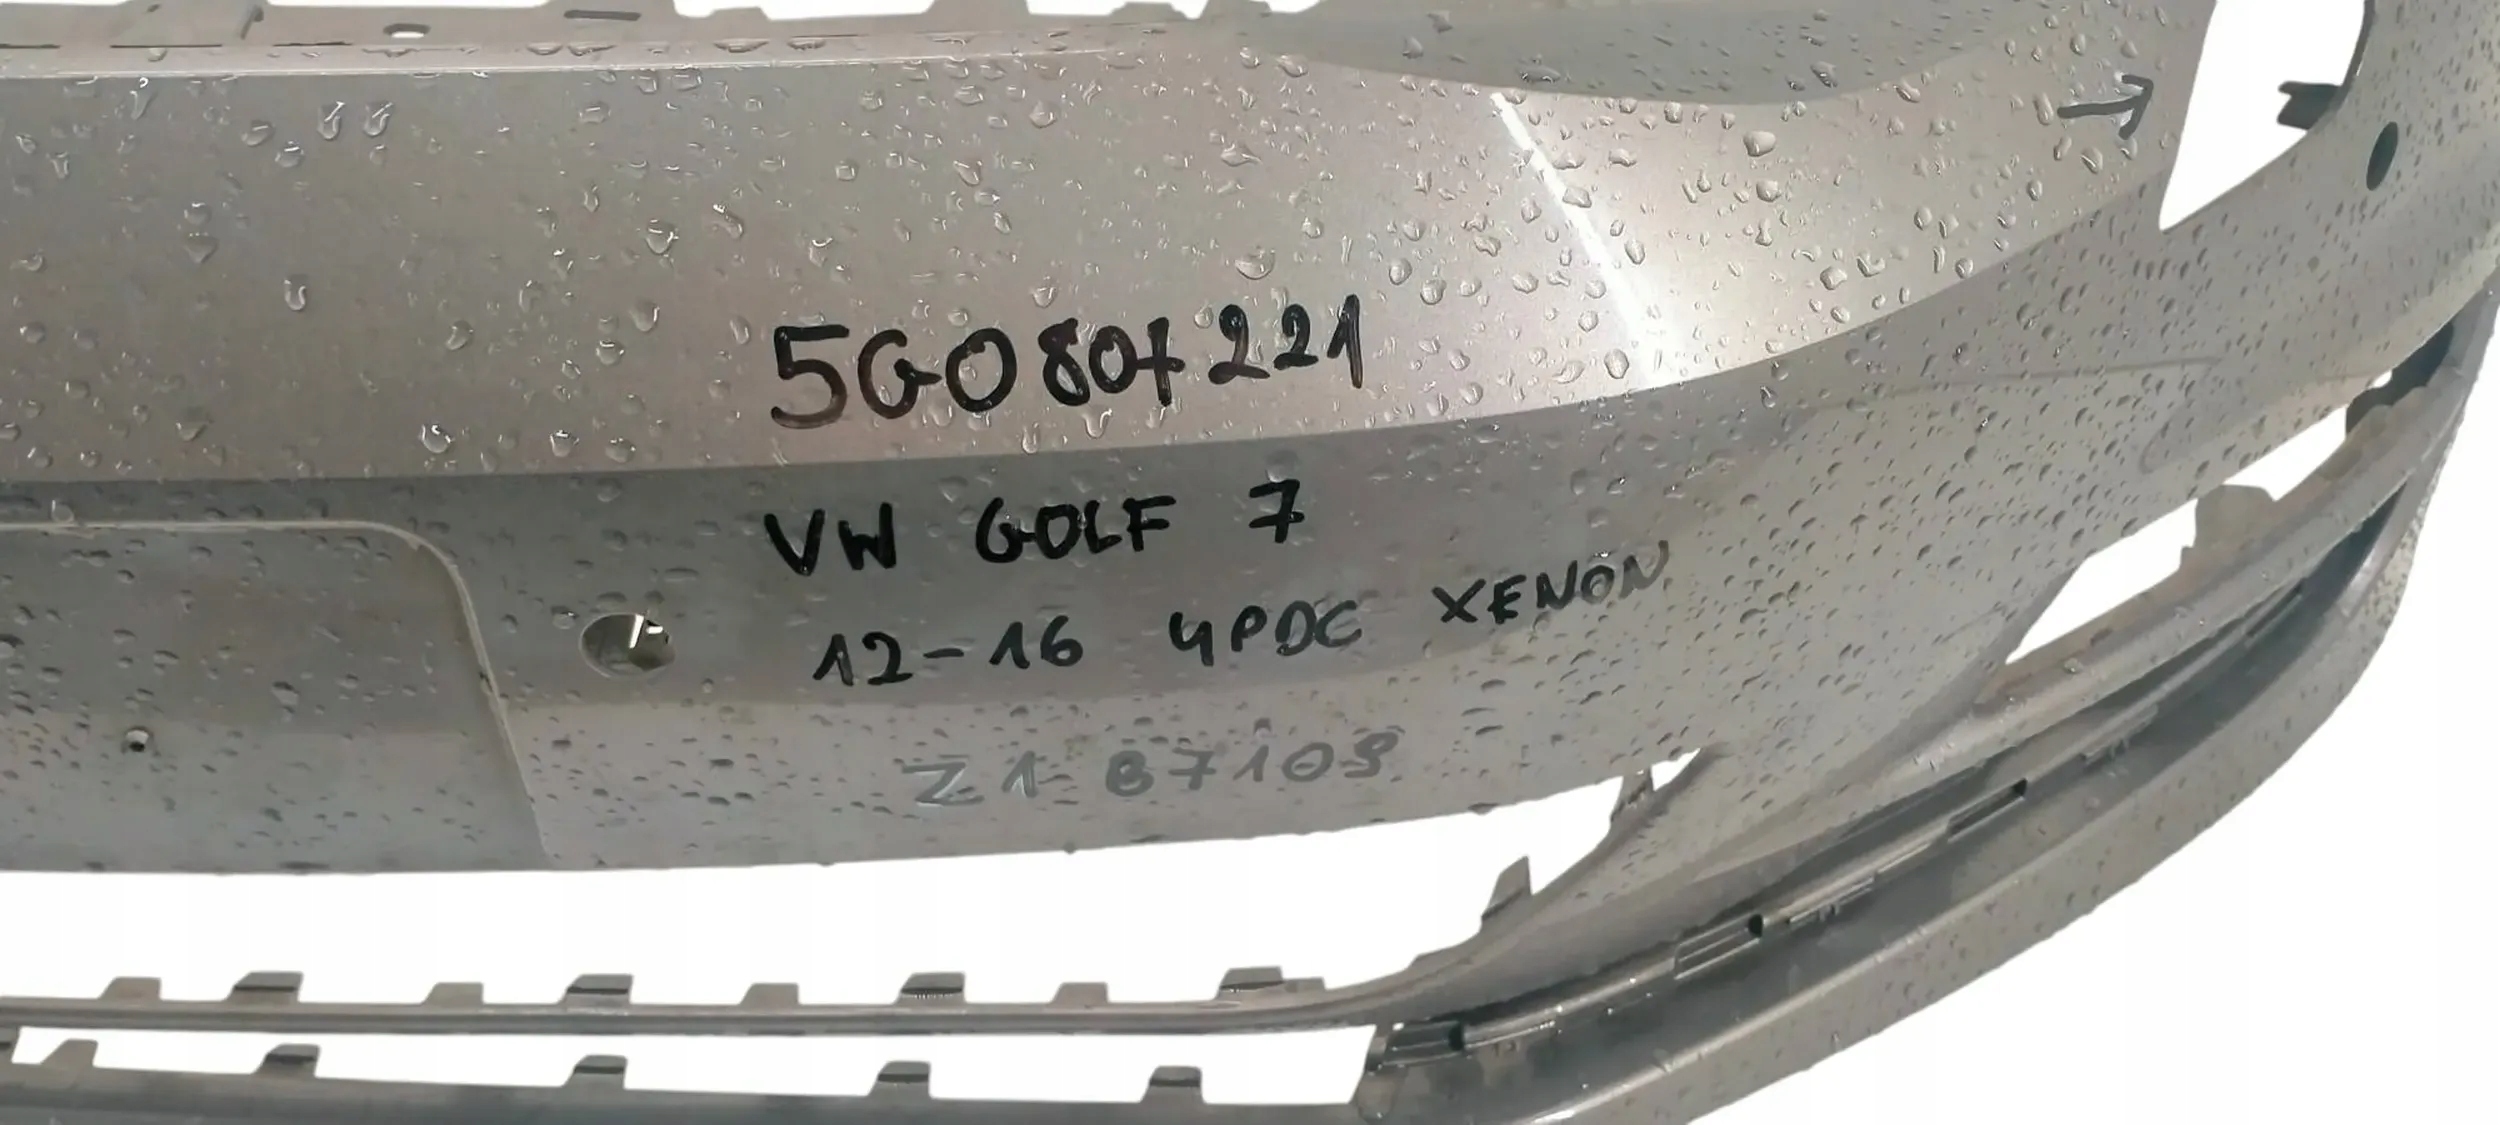 5G0807221
VW GOLF 7
12-16 4PDC XENON
Z1 87109